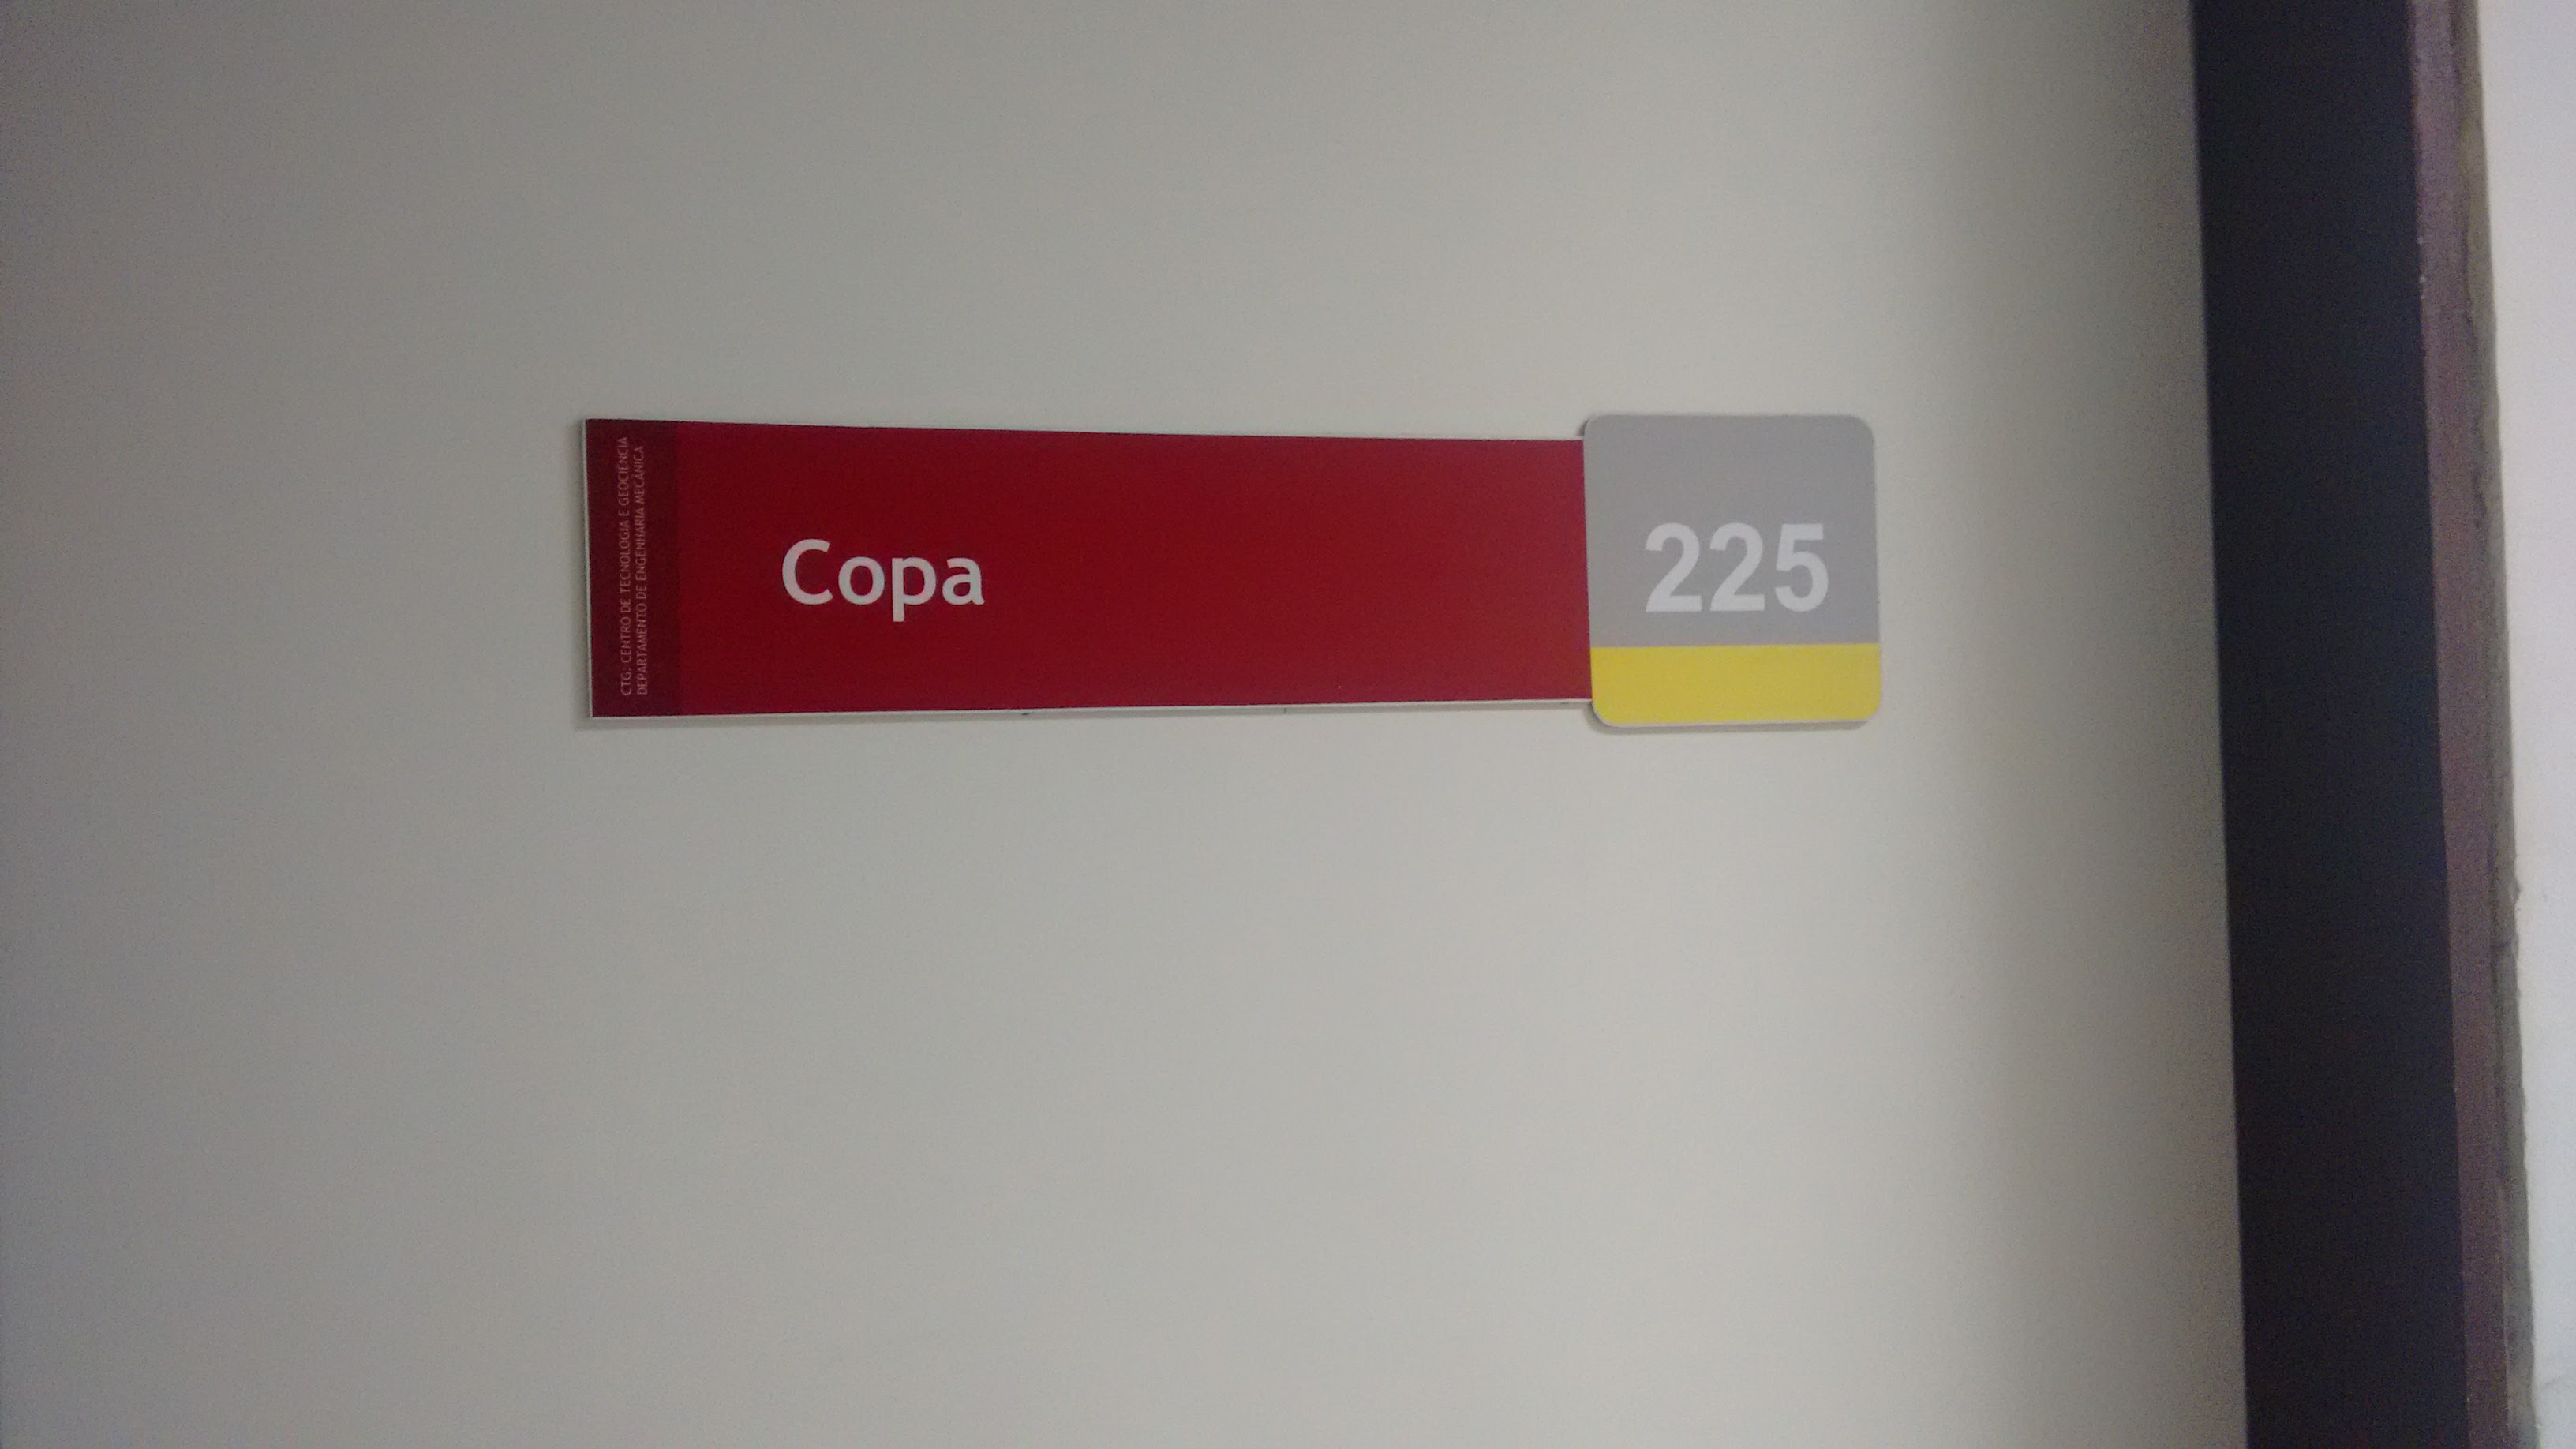 CTG: CENTRO DE TECNOLOGIA E GEOCIÊNCIA
DEPARTAMENTO DE ENGENHARIA MECÂNICA
Copa
225